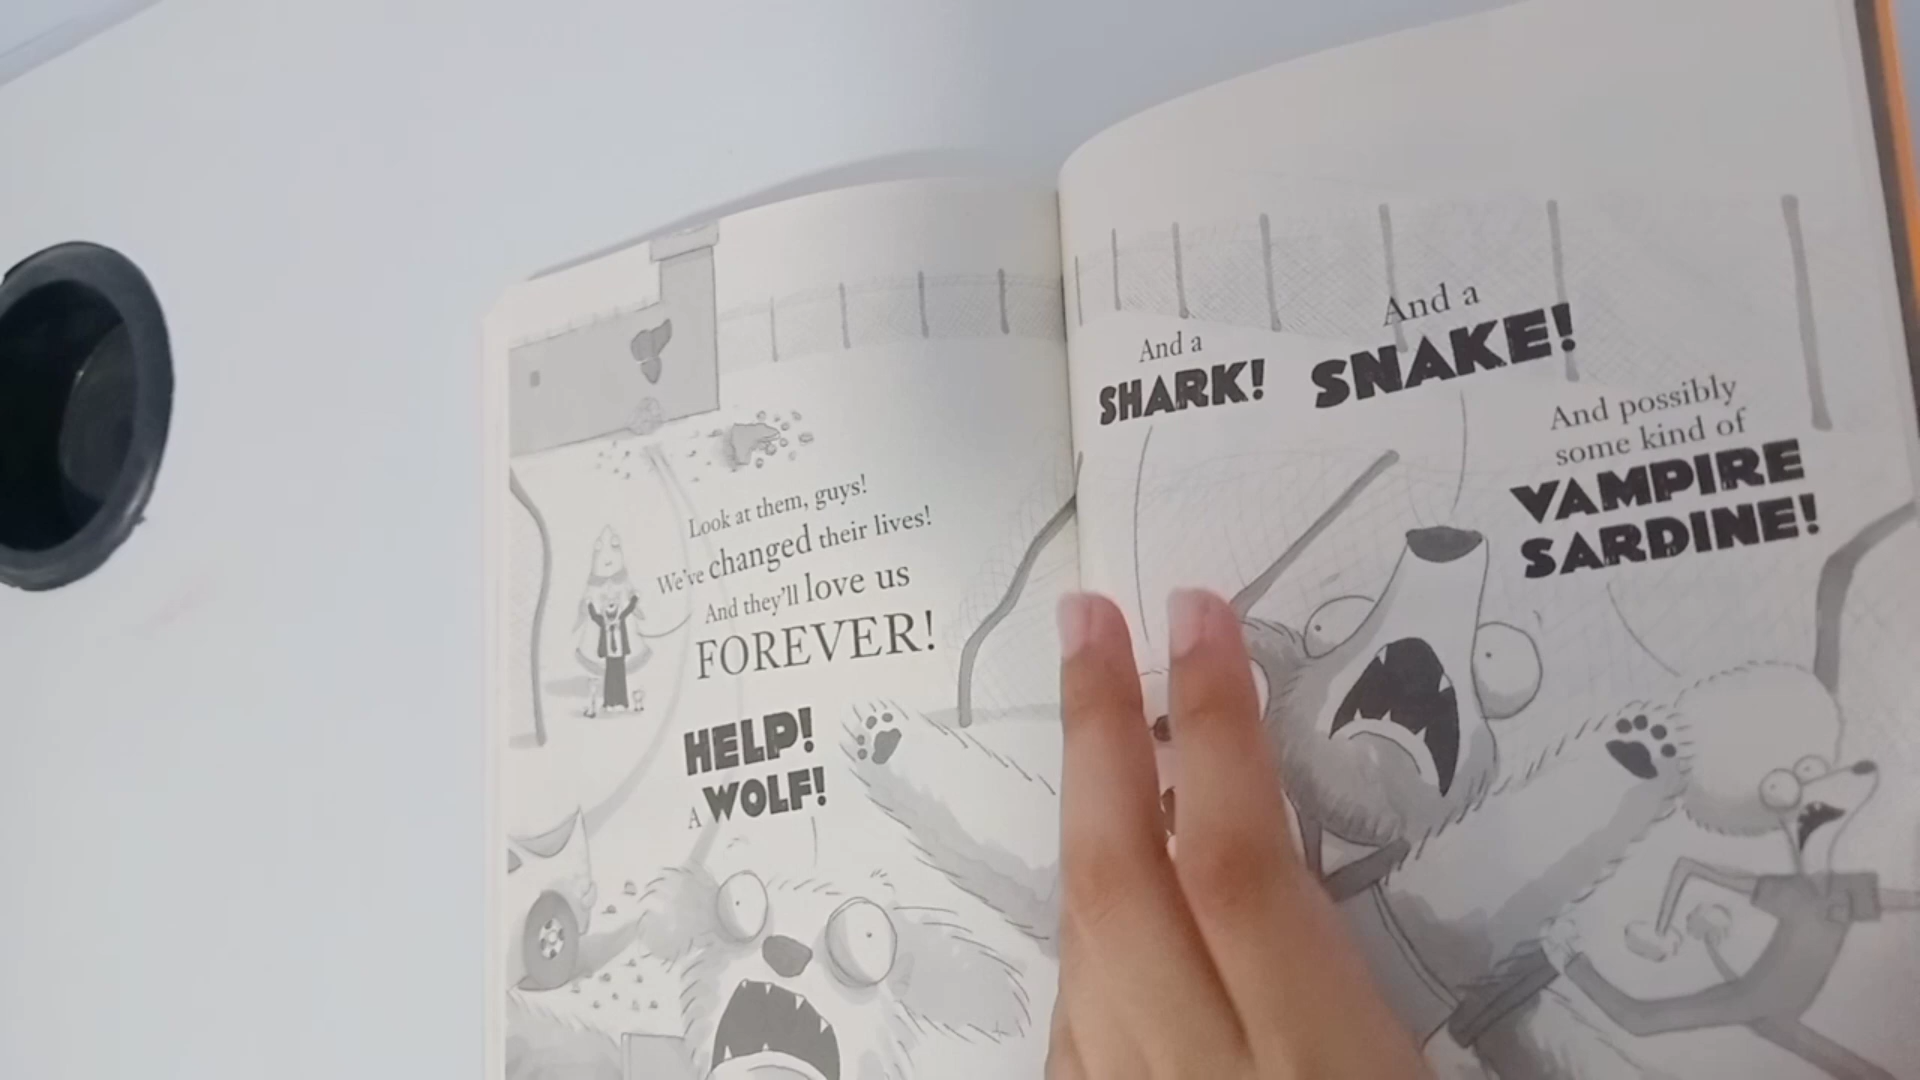 Look at them, guys!
We've changed their lives!
And they'll love us
FOREVER!
HELP!
A WOLF!
And a
SHARK!
And a
SNAKE!
And possibly
some kind of
VAMPIRE
SARDINE!